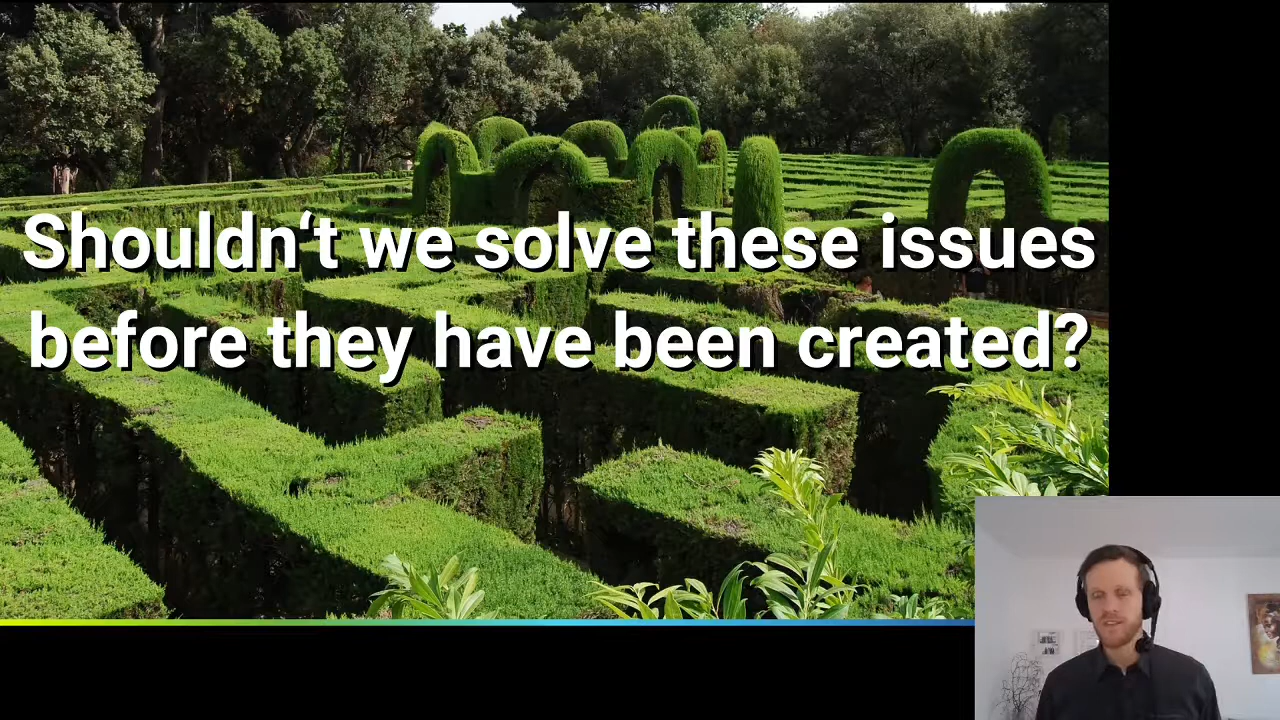 Shouldn‘t we solve these issues
before they have been created?